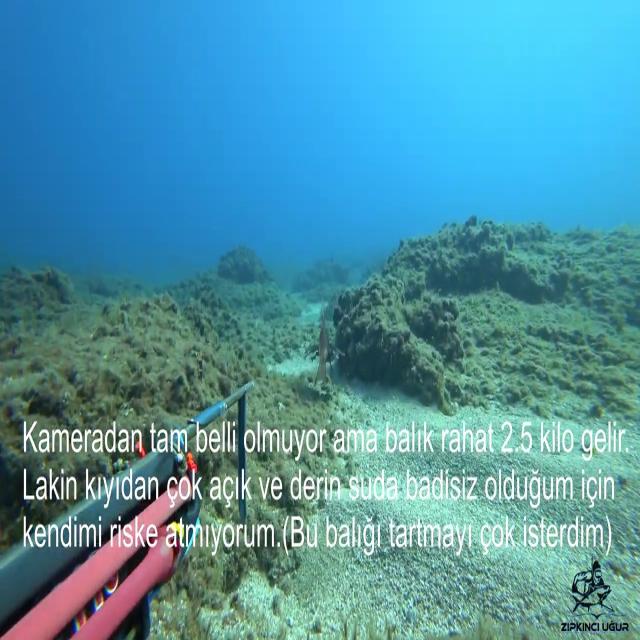 Kameradan tam belli olmuyor ama balık rahat 2.5 kilo gelir.
Lakin kıyıdan çok açık ve derin suda badisiz olduğum için
kendimi riske atmıyorum.(Bu balığı tartmayı çok isterdim)
ZIPKINCI UĞUR